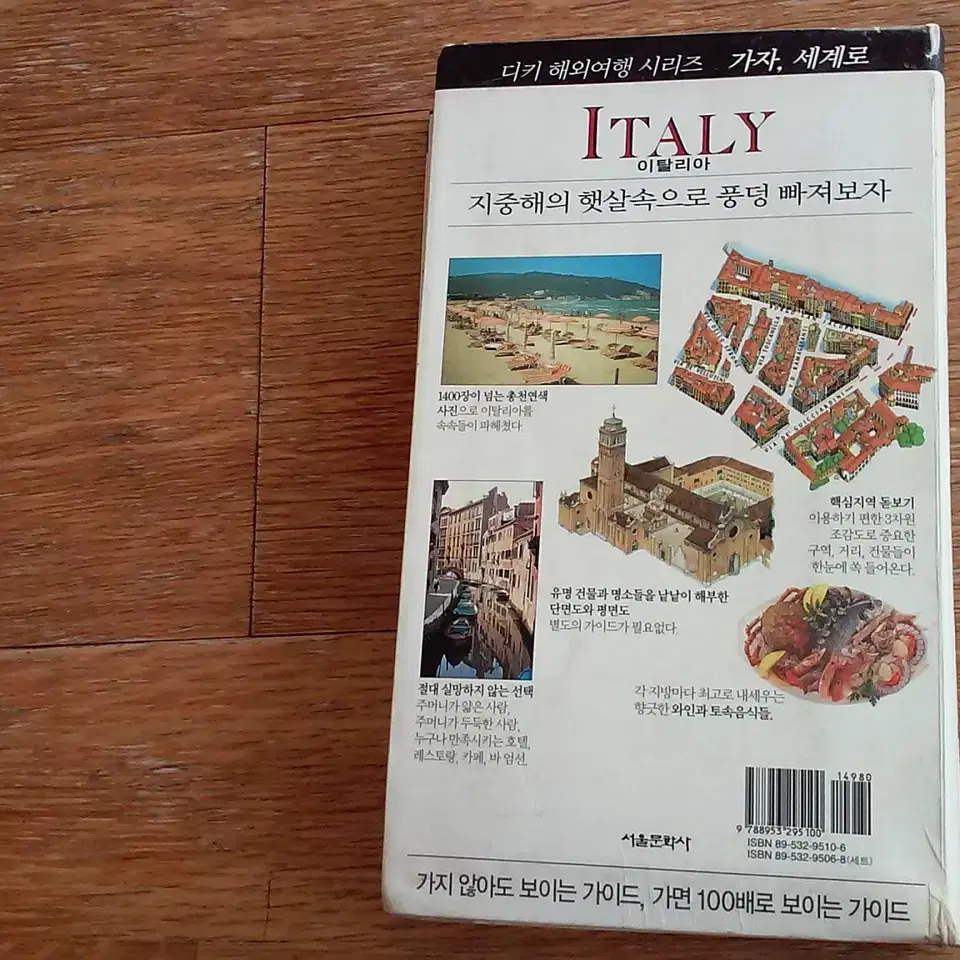 디키 해외여행 시리즈 가자, 세계로
ITALY
이탈리아
지중해의 햇살속으로 풍덩 빠져보자
1400장이 넘는 총천연색
사진으로 이탈리아를
속속들이 파헤쳤다.
핵심지역 돋보기
이용하기 편한 3차원
조감도로 중요한
구역, 거리, 건물들이
한눈에 쏙 들어온다.
유명 건물과 명소들을 낱낱이 해부한
단면도와 평면도
별도의 가이드가 필요없다.
절대 실망하지 않는 선택
주머니가 얇은 사람,
주머니가 두둑한 사람,
누구나 만족시키는 호텔,
레스토랑, 카페, 바 엄선.
각 지방마다 최고로 내세우는
향긋한 와인과 토속음식들.
14980
9 788953 295100
ISBN 89-532-9510-6
ISBN 89-532-9506-8(세트)
서울문화사
가지 않아도 보이는 가이드, 가면 100배로 보이는 가이드